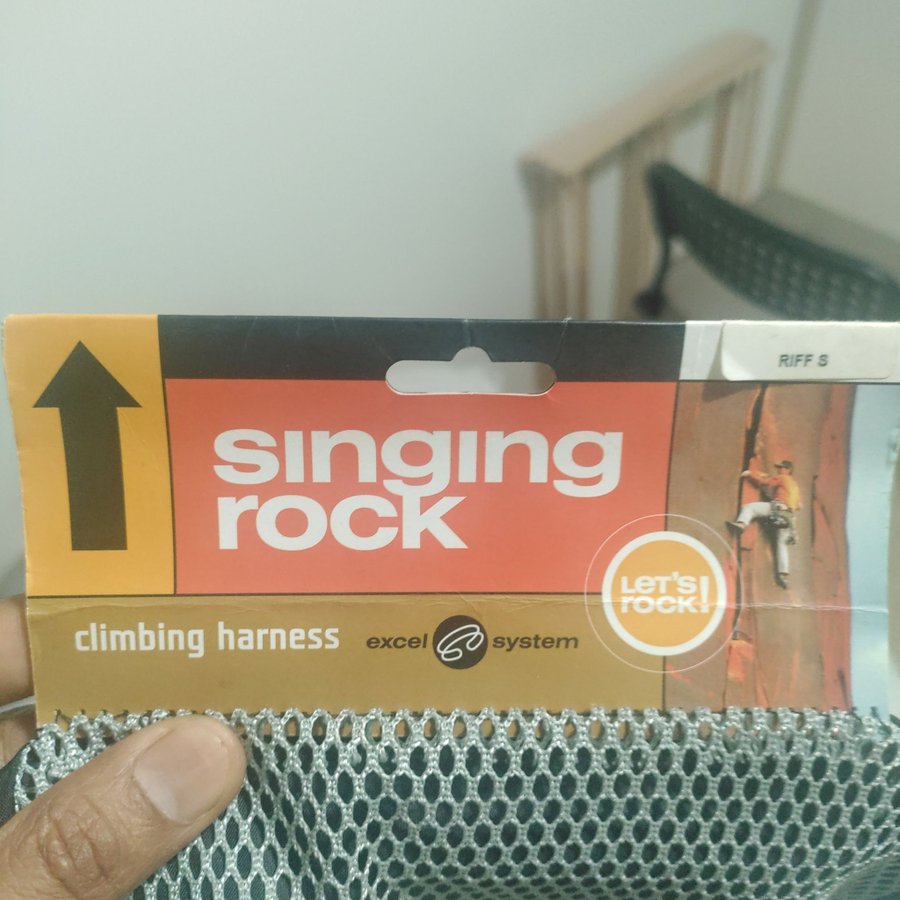 RIFF S
singing
rock
LET'S
rock!
climbing harness excel system